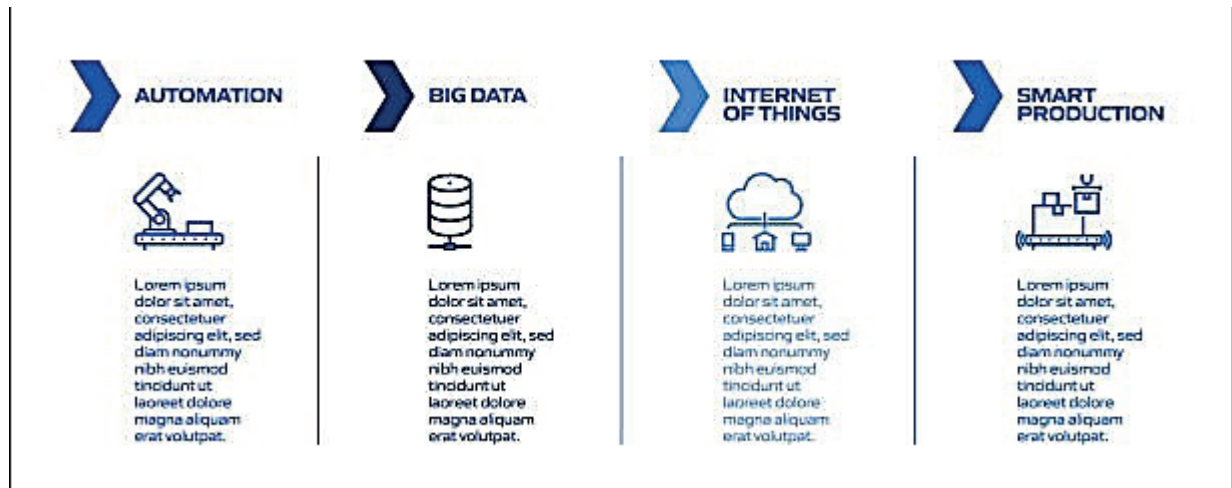 AUTOMATION
Lorem ipsum
dolor sit amet,
consectetuer
adipiscing elit, sed
diam nonummy
nibh euismod
tincidunt ut
laoreet dolore
magna aliquam
erat volutpat.
BIG DATA
Lorem ipsum
dolor sit amet,
consectetuer
adipiscing elit, sed
diam nonummy
nibh euismod
tincidunt ut
laoreet dolore
magna aliquam
erat volutpat.
INTERNET
OF THINGS
Lorem ipsum
dolor sit amet,
consectetuer
adipiscing elit, sed
diam nonummy
nibh euismod
tincidunt ut
laoreet dolore
magna aliquam
erat volutpat.
SMART
PRODUCTION
Lorem ipsum
dolor sit amet,
consectetuer
adipiscing elit, sed
diam nonummy
nibh euismod
tincidunt ut
laoreet dolore
magna aliquam
erat volutpat.